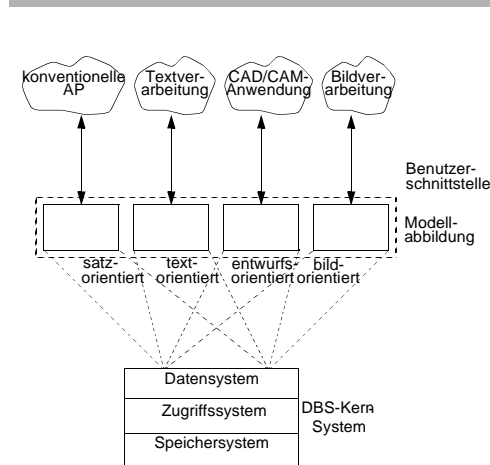 konventionelle
AP
Textver-
arbeitung
CAD/CAM-
Anwendung
Bildver-
arbeitung
Benutzer-
schnittstelle
Modell-
abbildung
satz-
orientiert
text-
orientiert
entwurfs-
orientiert
bild-
orientiert
Datensystem
Zugriffssystem
Speichersystem
DBS-Kern-
System